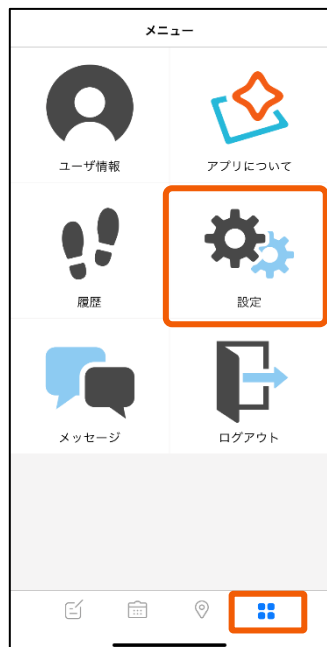 メニュー
ユーザ情報
アプリについて
履歴
設定
メッセージ
ログアウト